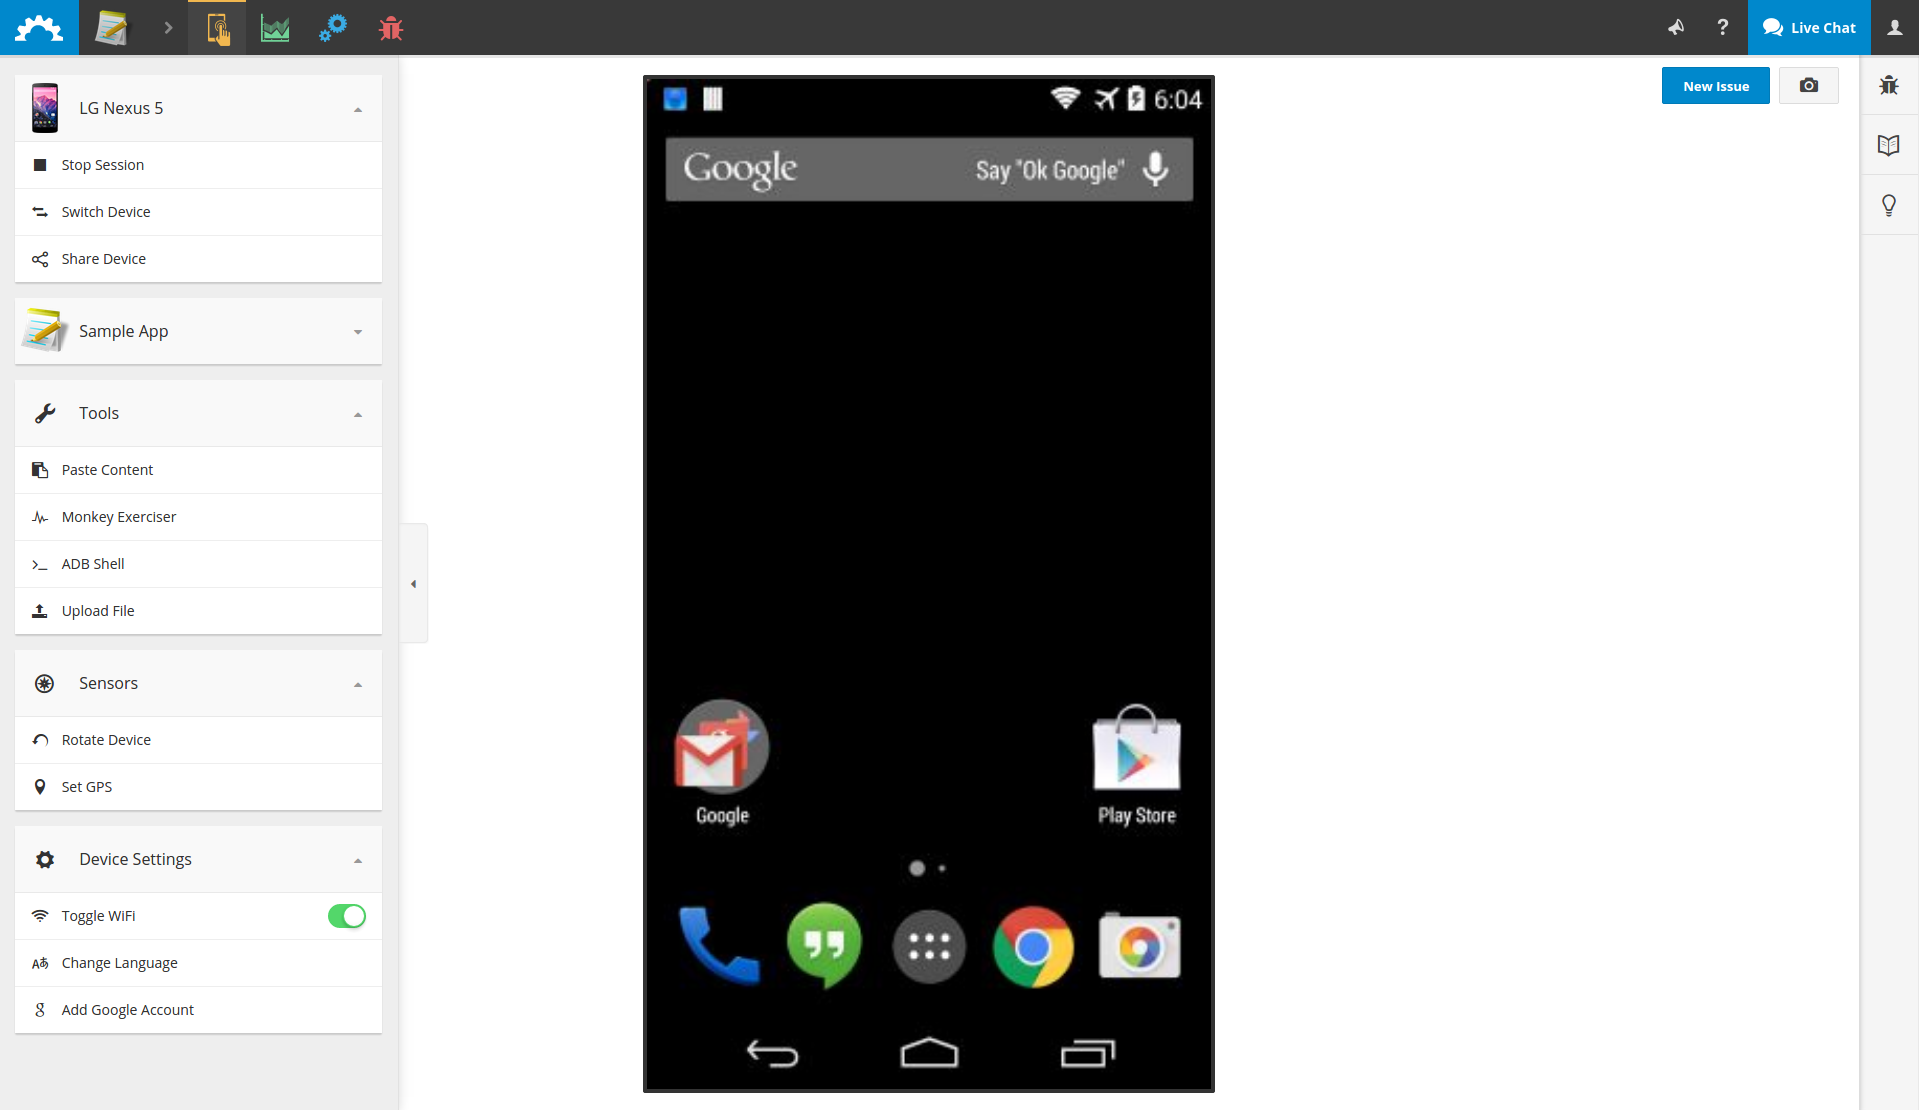 Live Chat
LG Nexus 5
Stop Session
Switch Device
Share Device
Sample App
Tools
Paste Content
Monkey Exerciser
ADB Shell
Upload File
Sensors
Rotate Device
Set GPS
Device Settings
Toggle WiFi
Change Language
Add Google Account
6:04
Google Say "Ok Google"
Google
Play Store
New Issue